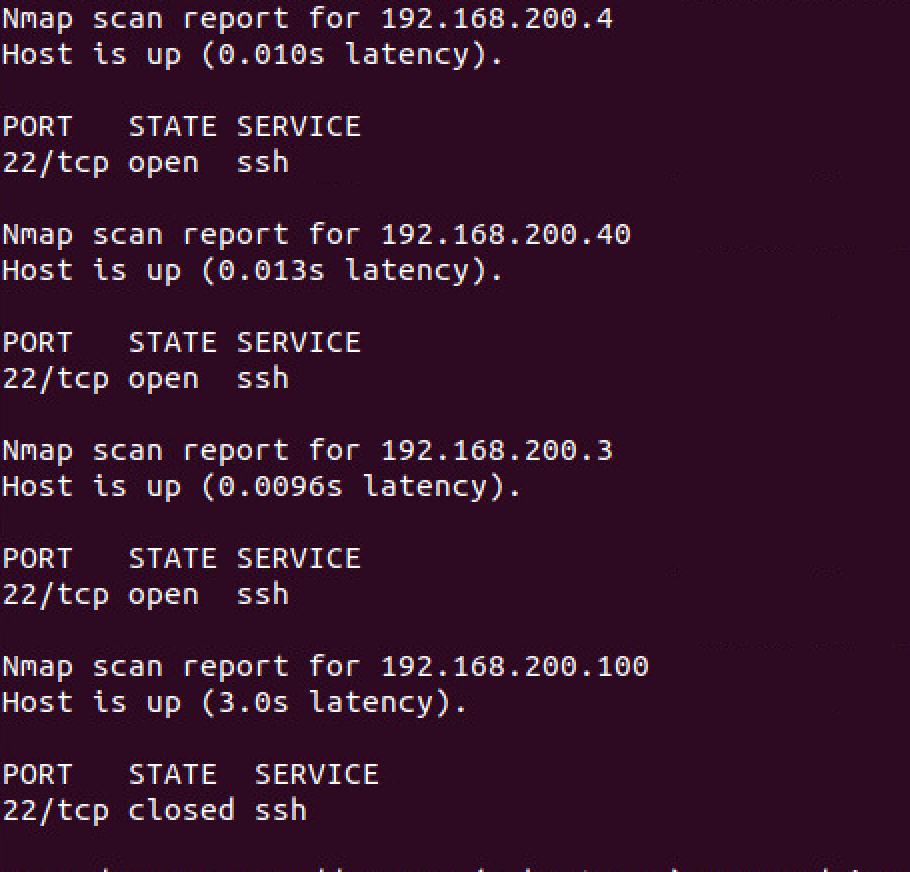 Nmap scan report for 192.168.200.4
Host is up (0.010s latency).
PORT   STATE SERVICE
22/tcp open  ssh
Nmap scan report for 192.168.200.40
Host is up (0.013s latency).
PORT   STATE SERVICE
22/tcp open  ssh
Nmap scan report for 192.168.200.3
Host is up (0.0096s latency).
PORT   STATE SERVICE
22/tcp open  ssh
Nmap scan report for 192.168.200.100
Host is up (3.0s latency).
PORT   STATE  SERVICE
22/tcp closed ssh